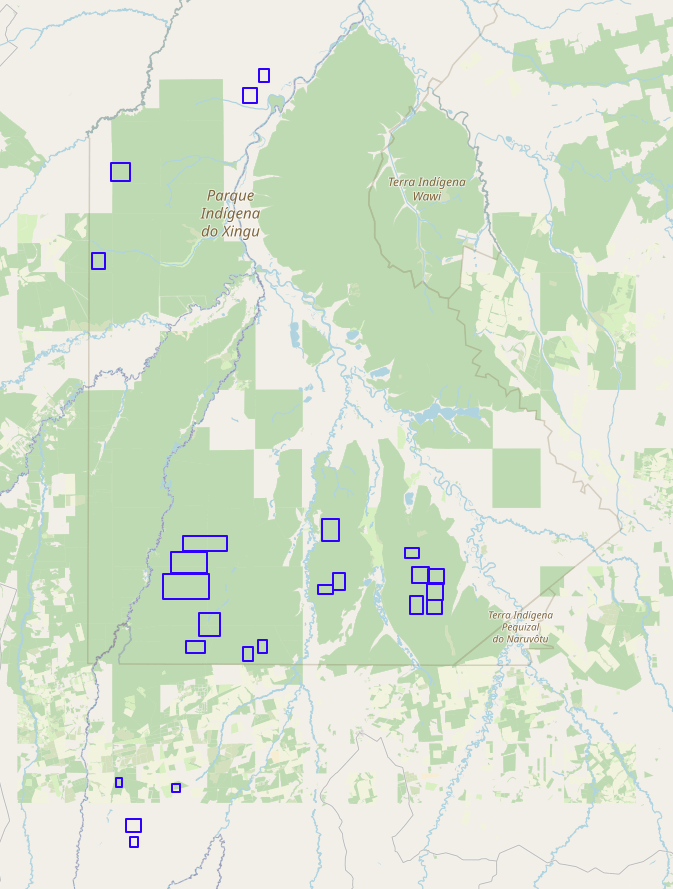 Terra Indígena
Wawi
Parque
Indígena
do Xingu
Terra Indígena
Pequizal
do Naruvôtu